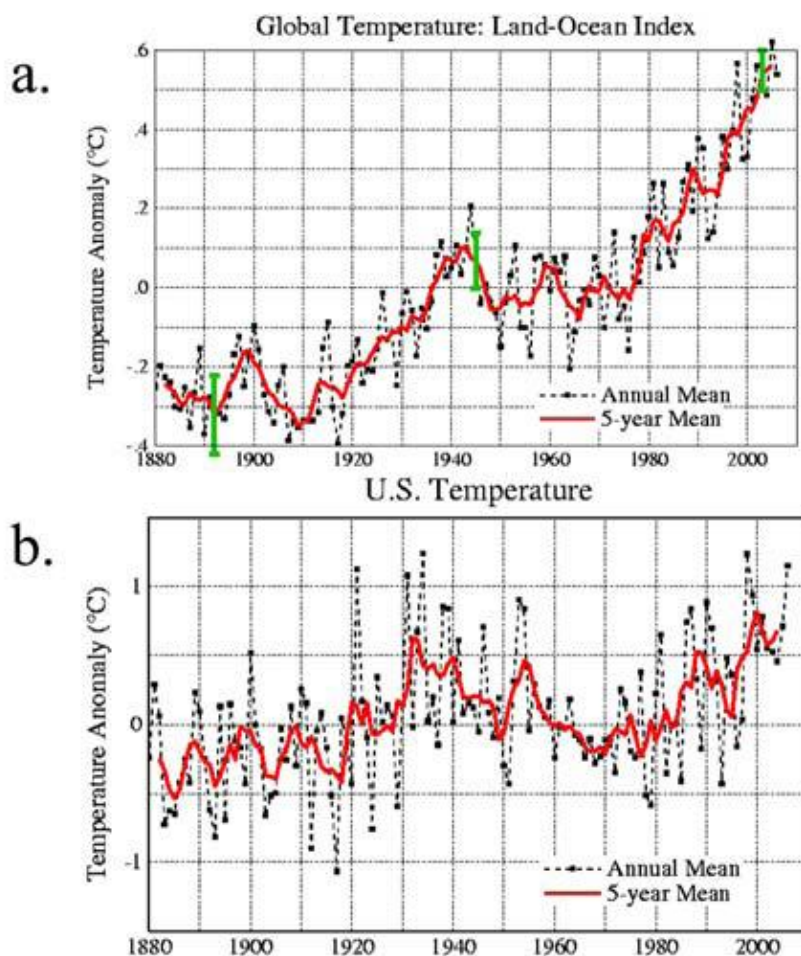 a.
Global Temperature: Land-Ocean Index
Temperature Anomaly (°C)
.6
.4
.2
.0
-.2
-.4
Annual Mean
5-year Mean
1880 1900 1920 1940 1960 1980 2000
b.
U.S. Temperature
Temperature Anomaly (°C)
1
0
-1
Annual Mean
5-year Mean
1880 1900 1920 1940 1960 1980 2000